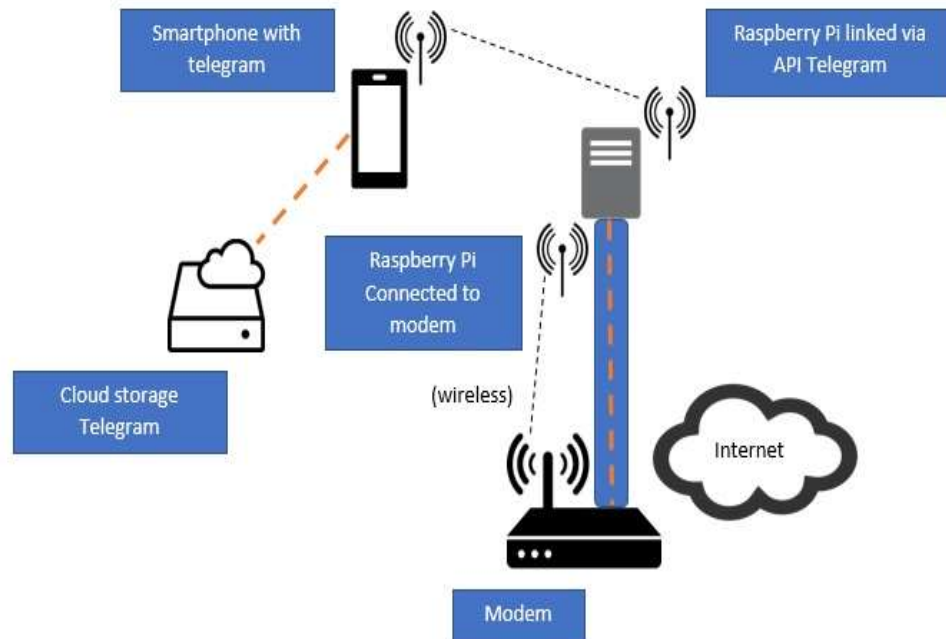 Smartphone with
telegram
Raspberry Pi linked via
API Telegram
Raspberry Pi
Connected to
modem
Cloud storage
Telegram
(wireless)
Internet
Modem